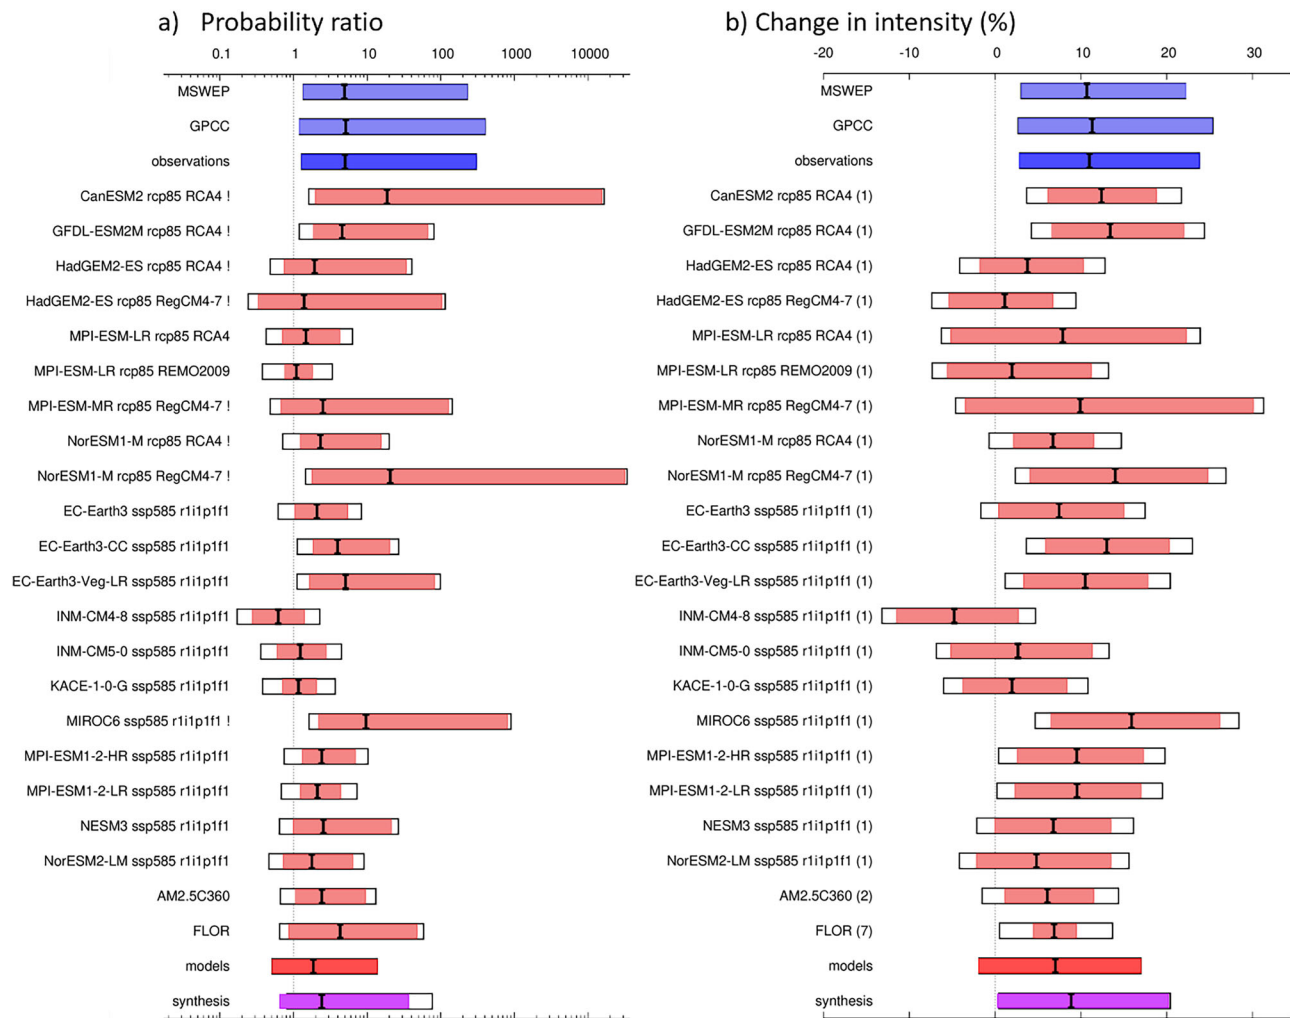 a) Probability ratio
0.1 1 10 100 1000 10000
MSWEP
GPCC
observations
CanESM2 rcp85 RCA4 !
GFDL-ESM2M rcp85 RCA4 !
HadGEM2-ES rcp85 RCA4 !
HadGEM2-ES rcp85 RegCM4-7 !
MPI-ESM-LR rcp85 RCA4
MPI-ESM-LR rcp85 REMO2009
MPI-ESM-MR rcp85 RegCM4-7 !
NorESM1-M rcp85 RCA4 !
NorESM1-M rcp85 RegCM4-7 !
EC-Earth3 ssp585 r1i1p1f1
EC-Earth3-CC ssp585 r1i1p1f1
EC-Earth3-Veg-LR ssp585 r1i1p1f1
INM-CM4-8 ssp585 r1i1p1f1
INM-CM5-0 ssp585 r1i1p1f1
KACE-1-0-G ssp585 r1i1p1f1
MIROC6 ssp585 r1i1p1f1 !
MPI-ESM1-2-HR ssp585 r1i1p1f1
MPI-ESM1-2-LR ssp585 r1i1p1f1
NESM3 ssp585 r1i1p1f1
NorESM2-LM ssp585 r1i1p1f1
AM2.5C360
FLOR
models
synthesis
b) Change in intensity (%)
-20 -10 0 10 20 30
MSWEP
GPCC
observations
CanESM2 rcp85 RCA4 (1)
GFDL-ESM2M rcp85 RCA4 (1)
HadGEM2-ES rcp85 RCA4 (1)
HadGEM2-ES rcp85 RegCM4-7 (1)
MPI-ESM-LR rcp85 RCA4 (1)
MPI-ESM-LR rcp85 REMO2009 (1)
MPI-ESM-MR rcp85 RegCM4-7 (1)
NorESM1-M rcp85 RCA4 (1)
NorESM1-M rcp85 RegCM4-7 (1)
EC-Earth3 ssp585 r1i1p1f1 (1)
EC-Earth3-CC ssp585 r1i1p1f1 (1)
EC-Earth3-Veg-LR ssp585 r1i1p1f1 (1)
INM-CM4-8 ssp585 r1i1p1f1 (1)
INM-CM5-0 ssp585 r1i1p1f1 (1)
KACE-1-0-G ssp585 r1i1p1f1 (1)
MIROC6 ssp585 r1i1p1f1 (1)
MPI-ESM1-2-HR ssp585 r1i1p1f1 (1)
MPI-ESM1-2-LR ssp585 r1i1p1f1 (1)
NESM3 ssp585 r1i1p1f1 (1)
NorESM2-LM ssp585 r1i1p1f1 (1)
AM2.5C360 (2)
FLOR (7)
models
synthesis